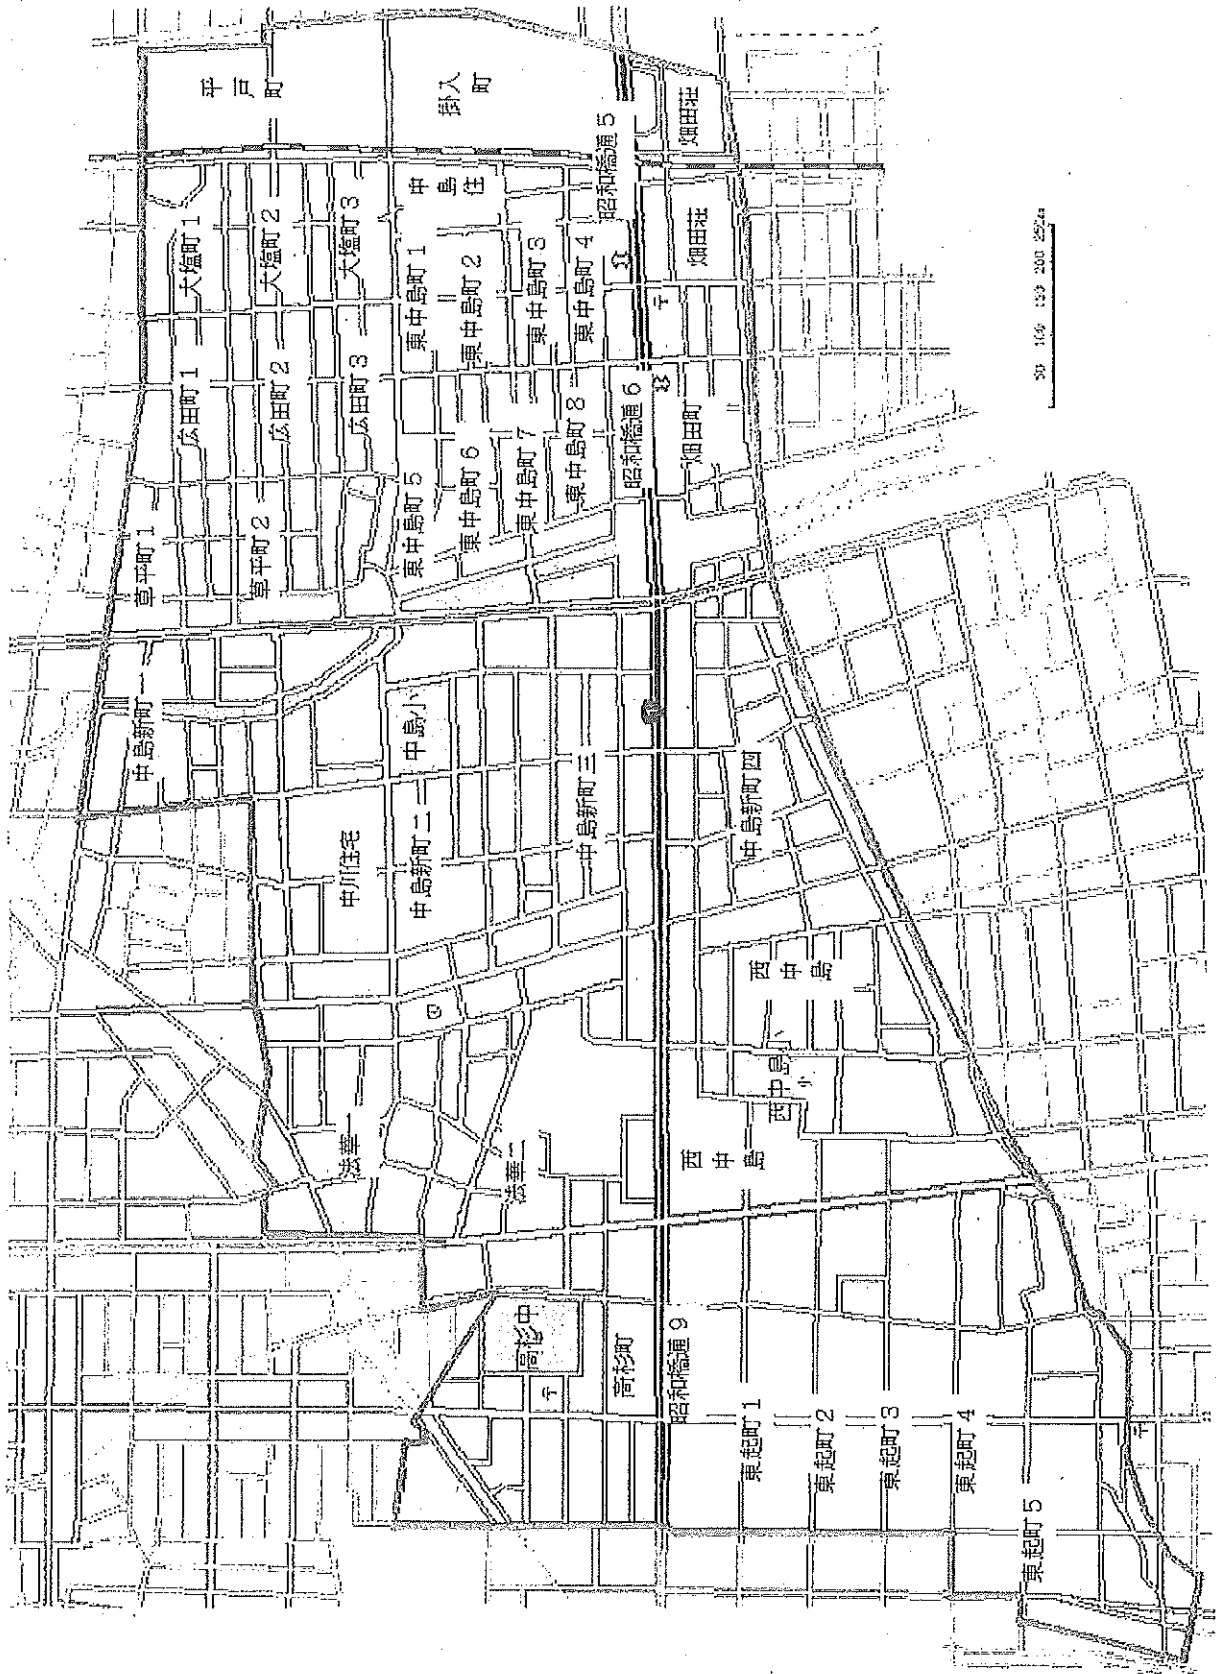 平戸町
掛入町
畑田荘
大塩町1
大塩町2
大塩町3
中島住
昭和橋通5
東中島町1
東中島町2
東中島町3
東中島町4
畑田荘
広田町1
広田町2
広田町3
東中島町5
東中島町6
東中島町7
東中島町8
昭和橋通6
畑田町
草平町1
草平町2
中島新町一
中島小
中川住宅
中島新町二
中島新町三
中島新町四
西中島
西中島小
小
法華一
法華二
西中島
高杉中
高杉町
昭和橋通9
東起町1
東起町2
東起町3
東起町4
東起町5
50 100 150 200 252m